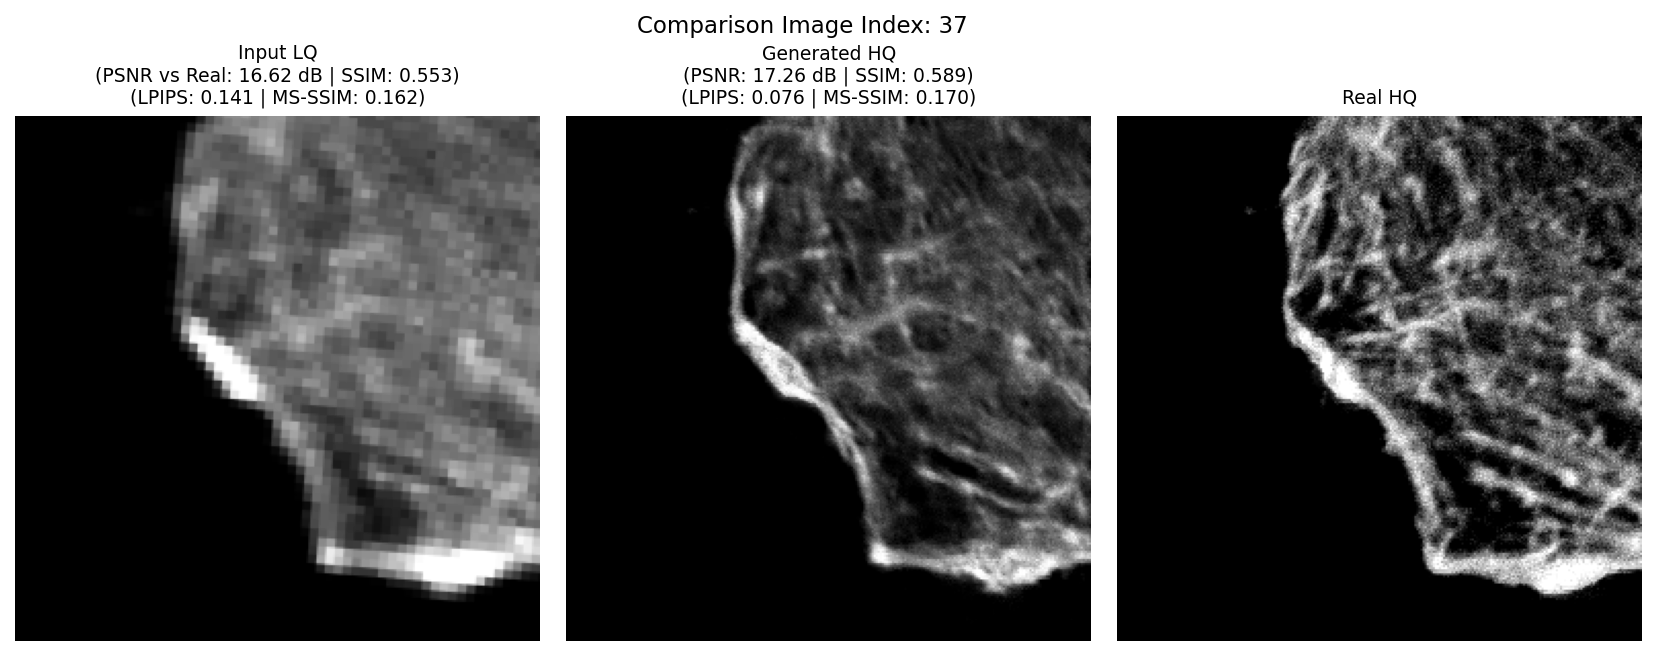 Comparison Image Index: 37
Input LQ
(PSNR vs Real: 16.62 dB | SSIM: 0.553)
(LPIPS: 0.141 | MS-SSIM: 0.162)
Generated HQ
(PSNR: 17.26 dB | SSIM: 0.589)
(LPIPS: 0.076 | MS-SSIM: 0.170)
Real HQ